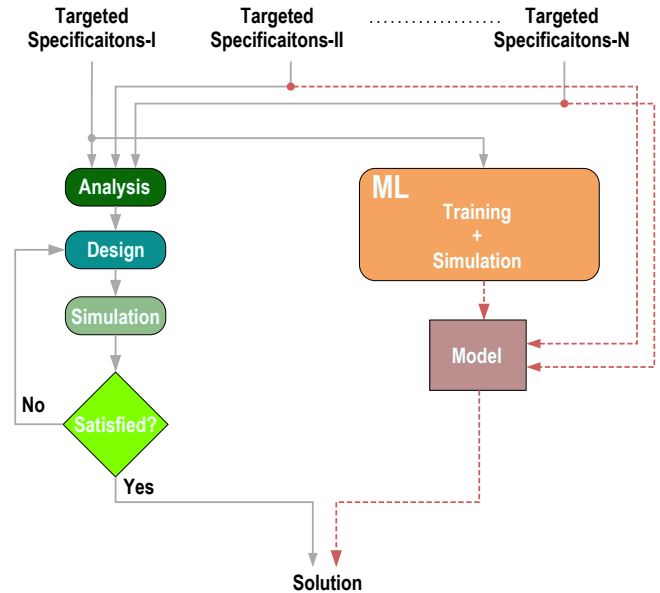 Targeted
Specificaitons-I
Targeted
Specificaitons-II
Targeted
Specificaitons-N
Analysis
Design
Simulation
No
Satisfied?
Yes
ML
Training
+
Simulation
Model
Solution